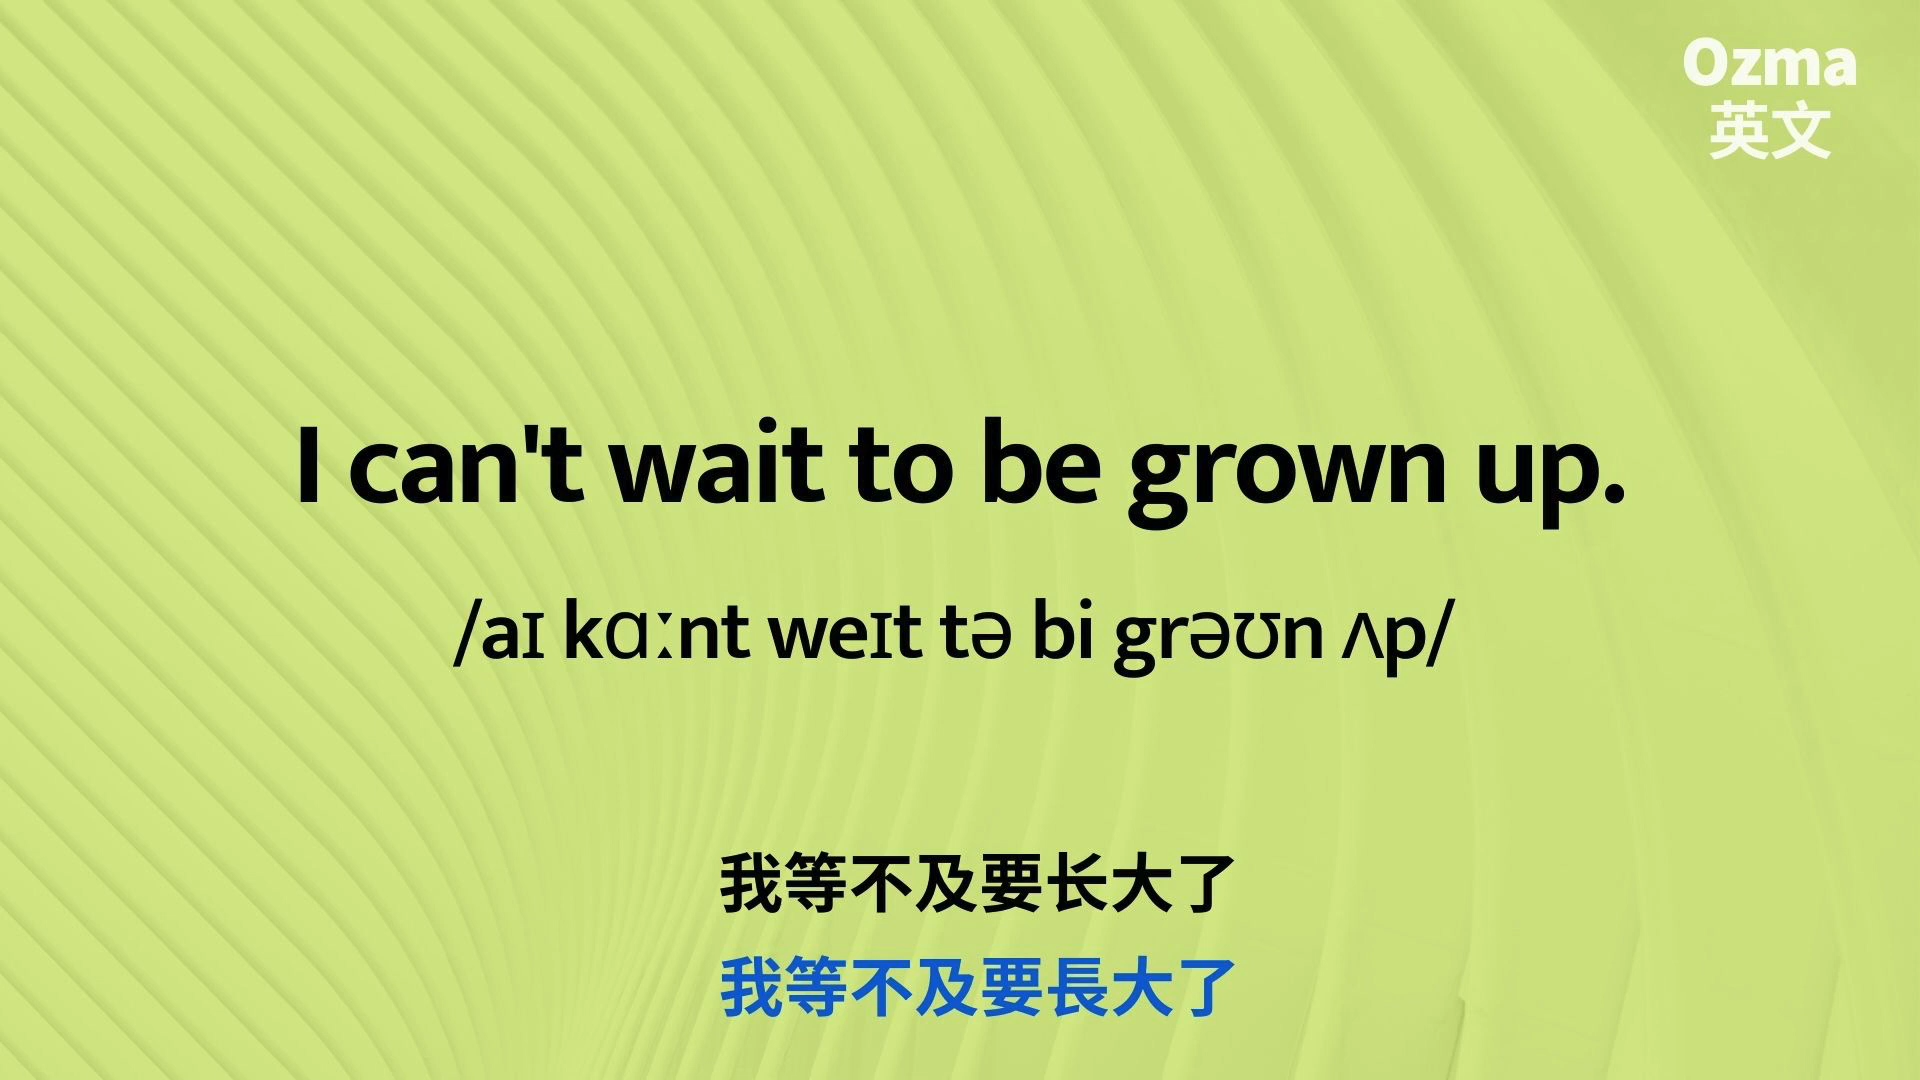 Ozma
英文
I can't wait to be grown up.
/aɪ kɑːnt weɪt tə bi grəʊn ʌp/
我等不及要长大了
我等不及要長大了